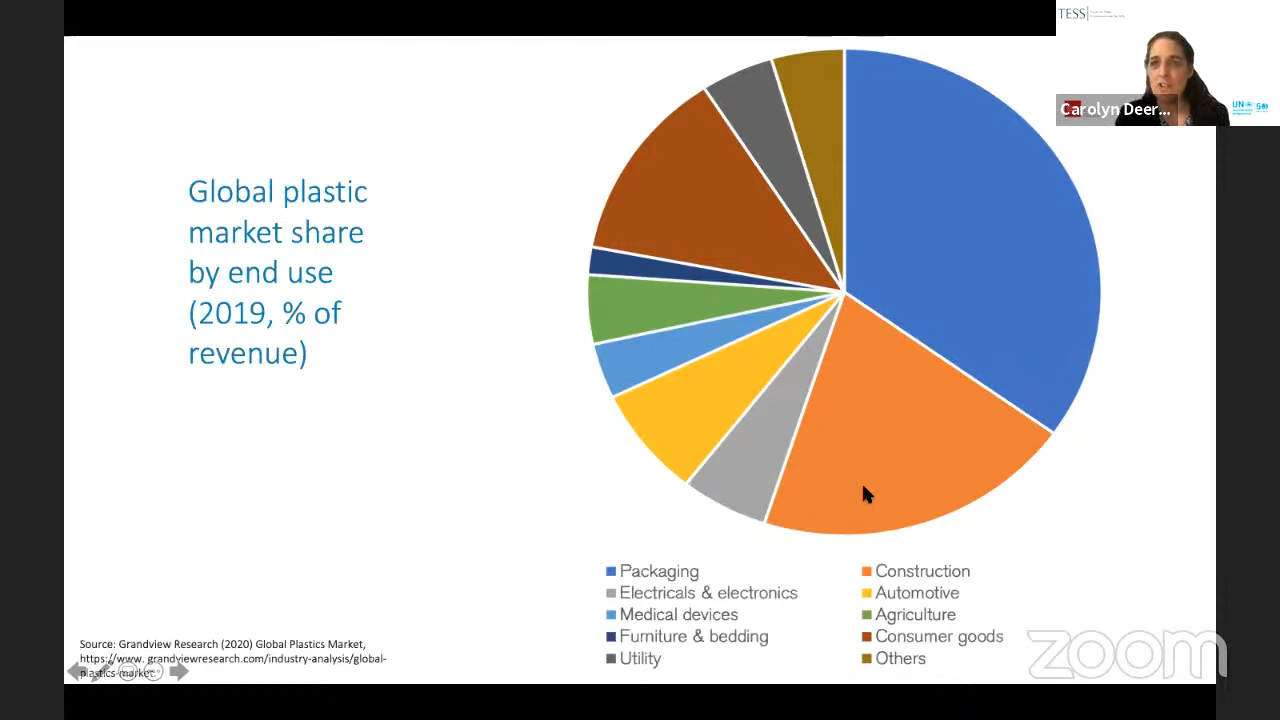 TESS
Carolyn Deer...
UN
50
Global plastic
market share
by end use
(2019, % of
revenue)
Packaging
Construction
Electricals & electronics
Automotive
Medical devices
Agriculture
Furniture & bedding
Consumer goods
Utility
Others
Source: Grandview Research (2020) Global Plastics Market,
https://www. grandviewresearch.com/industry-analysis/global-
plastics-market.
zoom